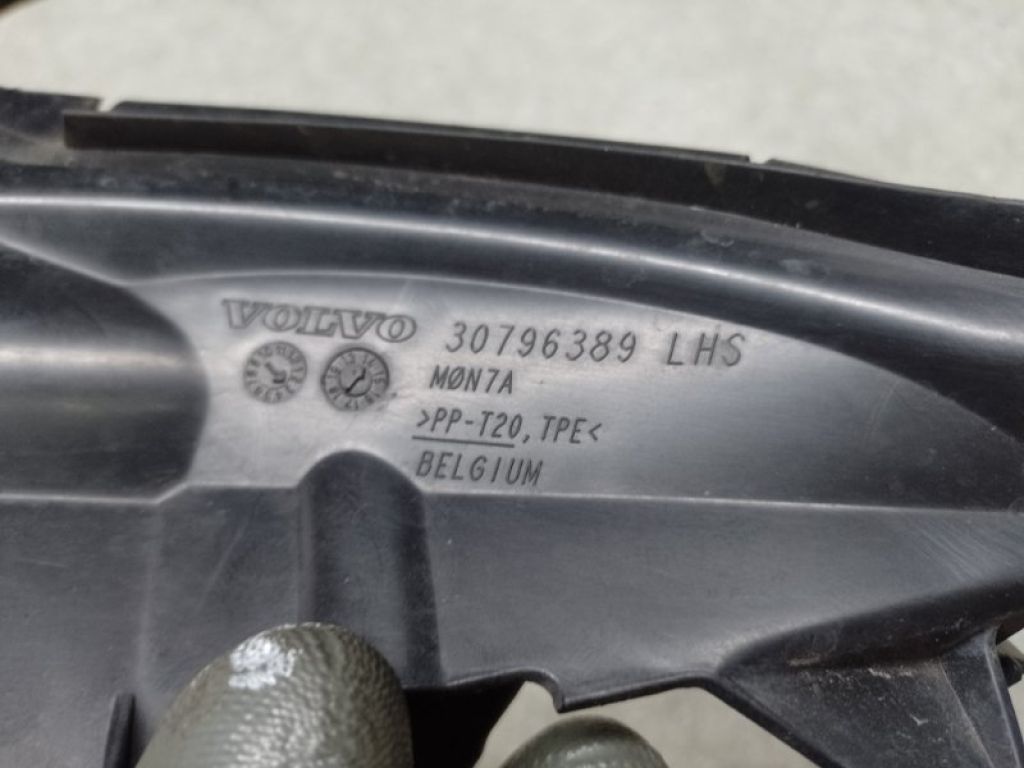 VOLVO 30796389 LHS
MØN7A
>PP-T20, TPE<
BELGIUM